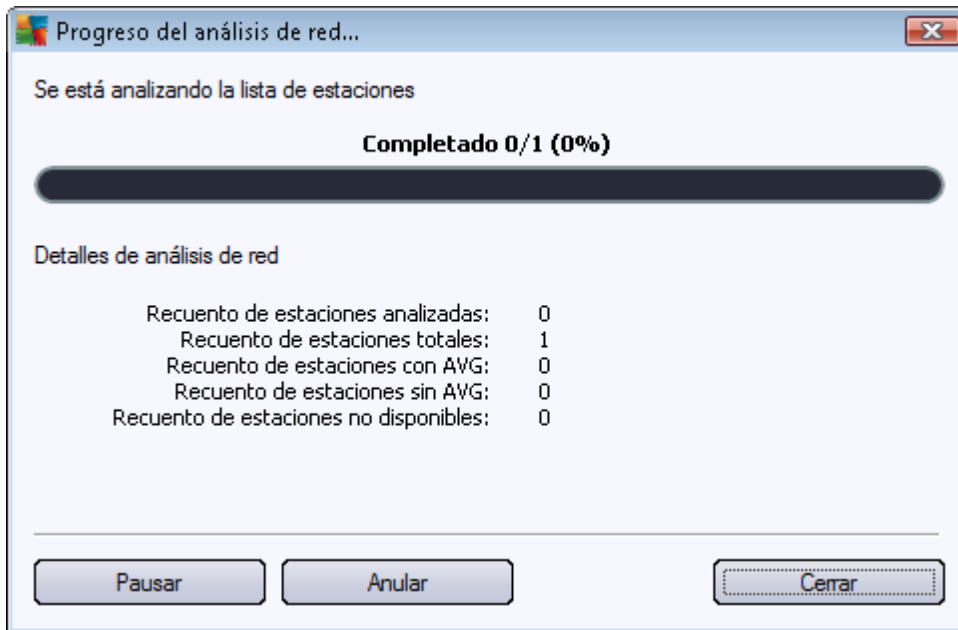 Progreso del análisis de red...
Se está analizando la lista de estaciones
Completado 0/1 (0%)
Detalles de análisis de red
Recuento de estaciones analizadas: 0
Recuento de estaciones totales: 1
Recuento de estaciones con AVG: 0
Recuento de estaciones sin AVG: 0
Recuento de estaciones no disponibles: 0
Pausar Anular Cerrar